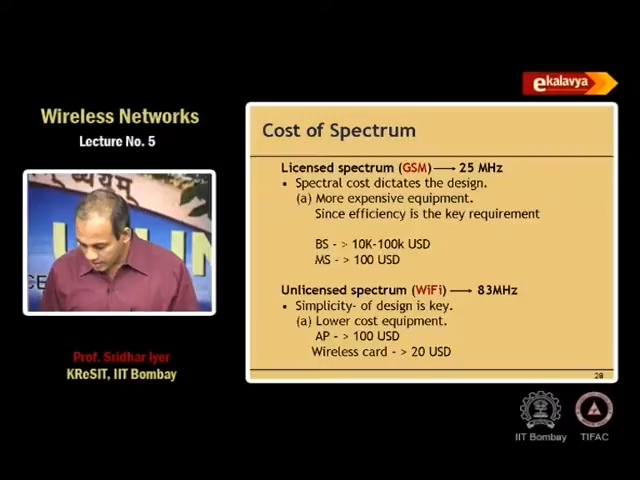 ekalavya
Wireless Networks
Lecture No. 5
Cost of Spectrum
Licensed spectrum (GSM) → 25 MHz
• Spectral cost dictates the design.
(a) More expensive equipment.
Since efficiency is the key requirement
BS - > 10K-100k USD
MS - > 100 USD
Unlicensed spectrum (WiFi) → 83MHz
• Simplicity- of design is key.
(a) Lower cost equipment.
AP - > 100 USD
Wireless card - > 20 USD
Prof. Sridhar Iyer
KReSIT, IIT Bombay
IIT Bombay
TIFAC